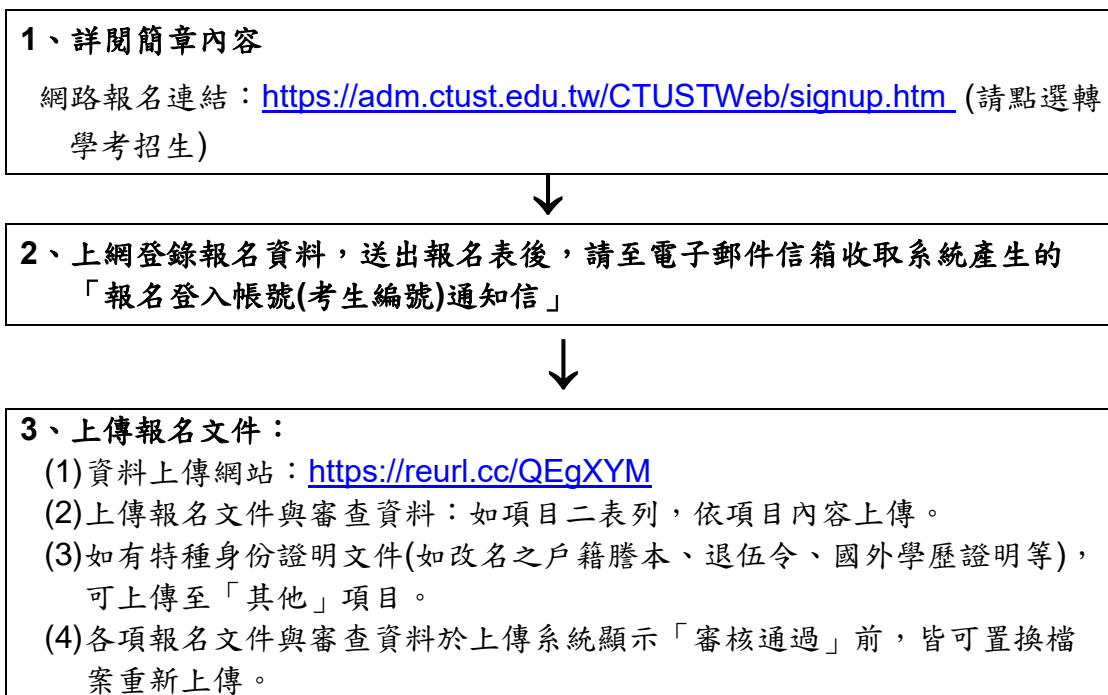 1、詳閱簡章內容
網路報名連結：https://adm.ctust.edu.tw/CTUSTWeb/signup.htm (請點選轉
學考招生)
↓
2、上網登錄報名資料，送出報名表後，請至電子郵件信箱收取系統產生的
「報名登入帳號(考生編號)通知信」
↓
3、上傳報名文件：
(1)資料上傳網站：https://reurl.cc/QEgXYM
(2)上傳報名文件與審查資料：如項目二表列，依項目內容上傳。
(3)如有特種身份證明文件(如改名之戶籍謄本、退伍令、國外學歷證明等)，
可上傳至「其他」項目。
(4)各項報名文件與審查資料於上傳系統顯示「審核通過」前，皆可置換檔
案重新上傳。